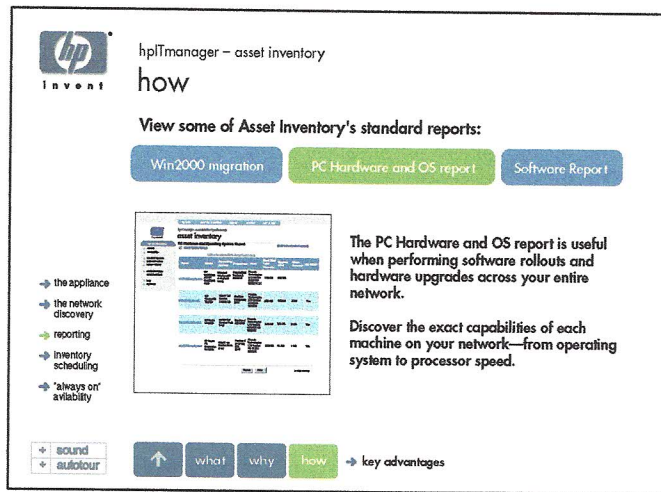 hp
invent
hpITmanager – asset inventory
how
View some of Asset Inventory's standard reports:
Win2000 migration
PC Hardware and OS report
Software Report
asset inventory
The PC Hardware and OS report is useful
when performing software rollouts and
hardware upgrades across your entire
network.
Discover the exact capabilities of each
machine on your network—from operating
system to processor speed.
→ the appliance
→ the network
discovery
→ reporting
→ inventory
scheduling
→ "always on"
avilability
+ sound
+ autotour
↑
what
why
how
→ key advantages